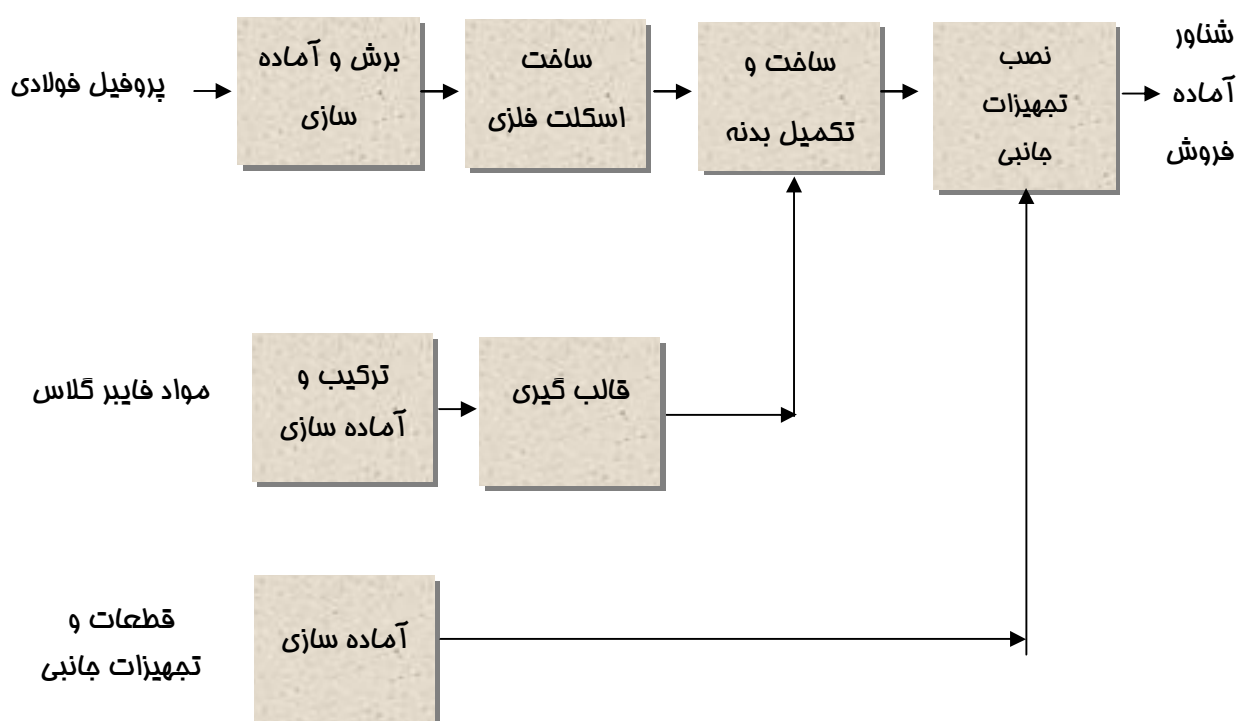 پروفیل فولادی
برش و آماده
سازی
ساخت
اسکلت فلزی
ساخت و
تکمیل بدنه
نصب
تجهیزات
جانبی
شناور
آماده
فروش
مواد فایبر گلاس
ترکیب و
آماده سازی
قالب گیری
قطعات و
تجهیزات جانبی
آماده سازی